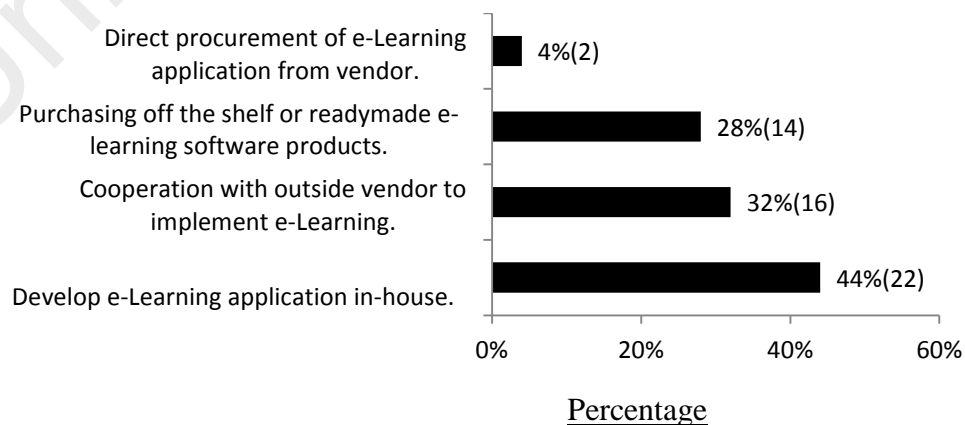 Direct procurement of e-Learning
application from vendor.
4%(2)
Purchasing off the shelf or readymade e-
learning software products.
28%(14)
Cooperation with outside vendor to
implement e-Learning.
32%(16)
Develop e-Learning application in-house.
44%(22)
0% 20% 40% 60%
Percentage